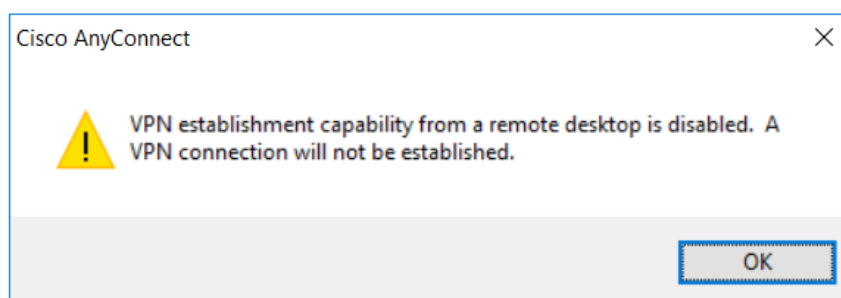 Cisco AnyConnect
VPN establishment capability from a remote desktop is disabled.  A
VPN connection will not be established.
OK